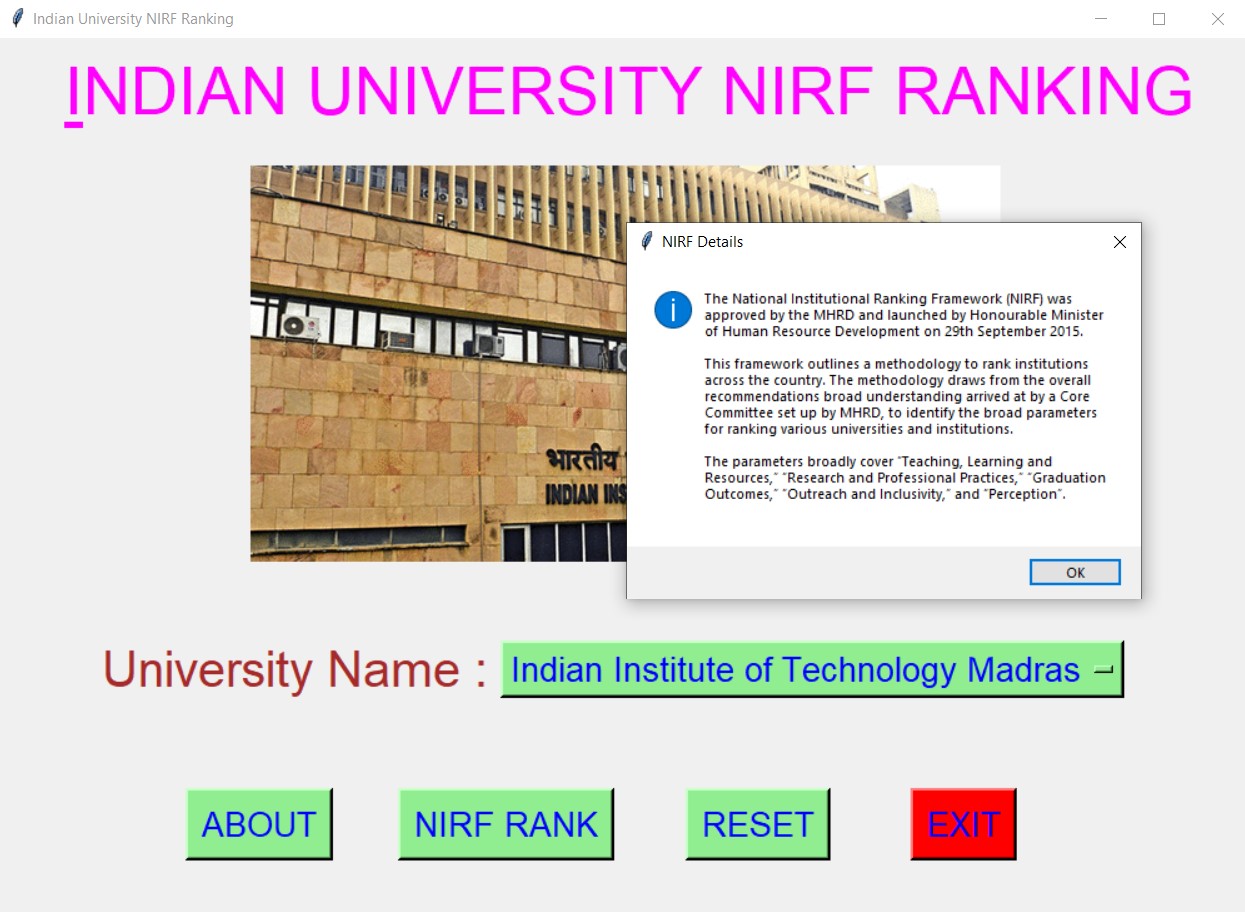 Indian University NIRF Ranking
INDIAN UNIVERSITY NIRF RANKING
भारतीय
INDIAN INS
NIRF Details
The National Institutional Ranking Framework (NIRF) was
approved by the MHRD and launched by Honourable Minister
of Human Resource Development on 29th September 2015.
This framework outlines a methodology to rank institutions
across the country. The methodology draws from the overall
recommendations broad understanding arrived at by a Core
Committee set up by MHRD, to identify the broad parameters
for ranking various universities and institutions.
The parameters broadly cover “Teaching, Learning and
Resources,” “Research and Professional Practices,” “Graduation
Outcomes,” “Outreach and Inclusivity,” and “Perception”.
OK
University Name : Indian Institute of Technology Madras
ABOUT NIRF RANK RESET EXIT